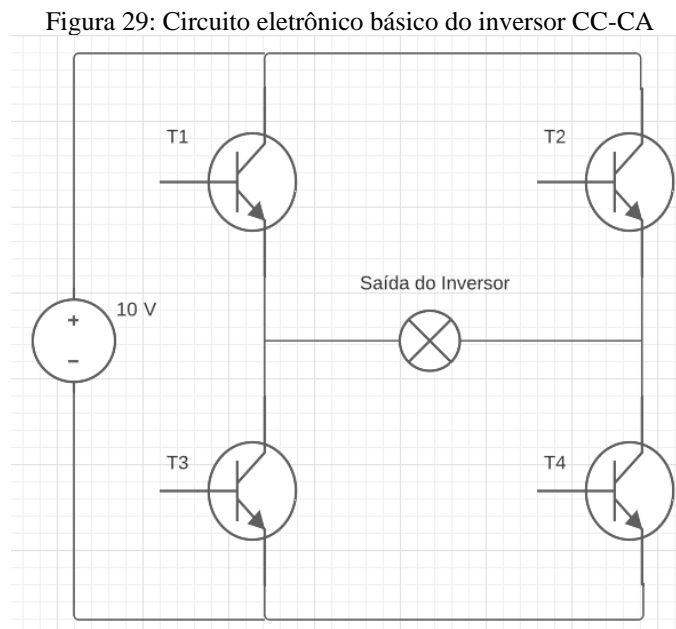 Figura 29: Circuito eletrônico básico do inversor CC-CA
T1
T2
Saída do Inversor
10 V
+
−
T3
T4